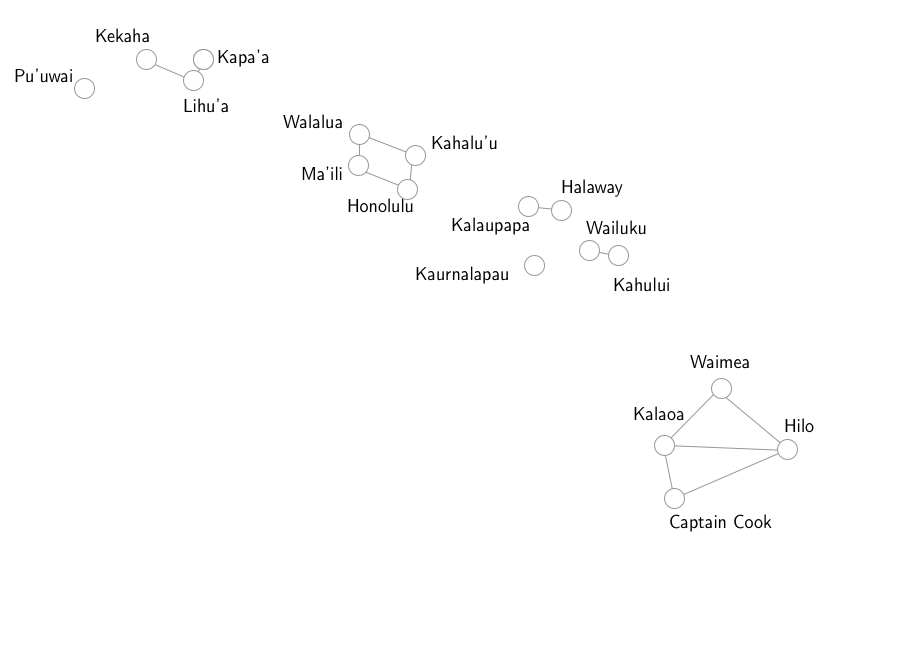 Kekaha
Kapa'a
Pu'uwai
Lihu'a
Walalua
Kahalu'u
Ma'ili
Halaway
Honolulu
Kalaupapa
Wailuku
Kaurnalapau
Kahului
Waimea
Kalaoa
Hilo
Captain Cook